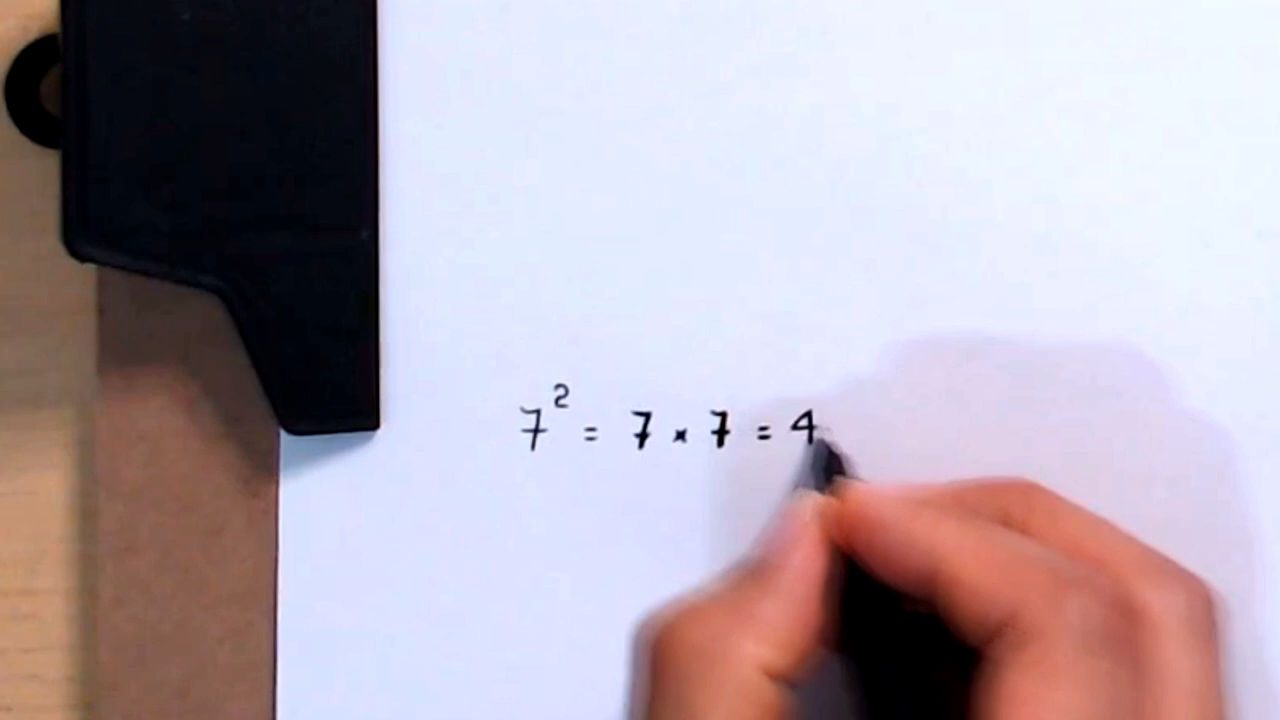 7² = 7 × 7 = 4